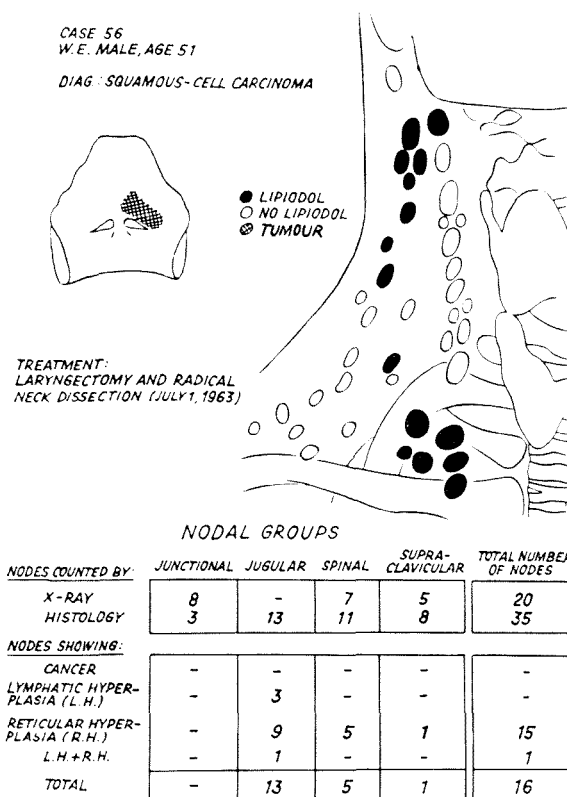 CASE 56
W.E. MALE, AGE 51
DIAG.: SQUAMOUS-CELL CARCINOMA
LIPIODOL
NO LIPIODOL
TUMOUR
TREATMENT:
LARYNGECTOMY AND RADICAL
NECK DISSECTION (JULY 1, 1963)
NODAL GROUPS
NODES COUNTED BY: JUNCTIONAL JUGULAR SPINAL SUPRA-CLAVICULAR TOTAL NUMBER OF NODES
X-RAY 8 - 7 5 20
HISTOLOGY 3 13 11 8 35
NODES SHOWING:
CANCER - - - - -
LYMPHATIC HYPER-
PLASIA (L.H.) - 3 - - -
RETICULAR HYPER-
PLASIA (R.H.) - 9 5 1 15
L.H.+R.H. - 1 - - 1
TOTAL - 13 5 1 16